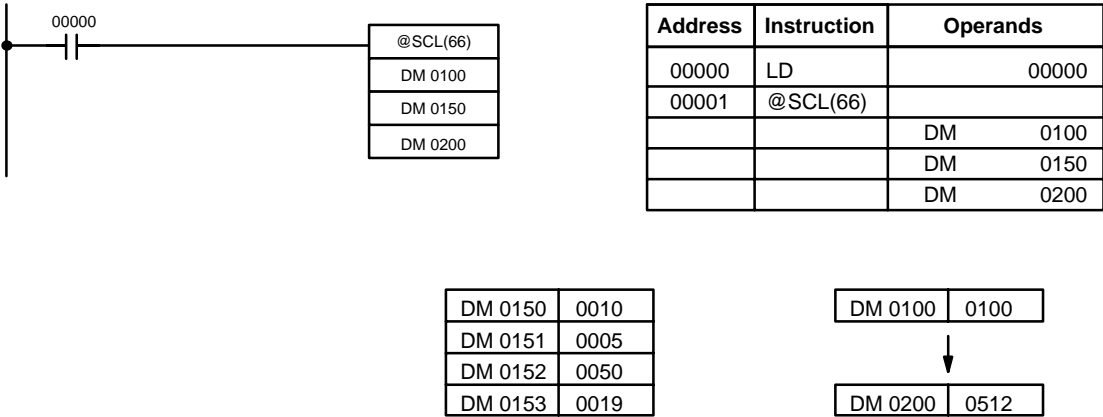 00000
@SCL(66)
DM 0100
DM 0150
DM 0200
Address Instruction Operands
00000 LD 00000
00001 @SCL(66)
DM 0100
DM 0150
DM 0200
DM 0150 0010
DM 0151 0005
DM 0152 0050
DM 0153 0019
DM 0100 0100
DM 0200 0512